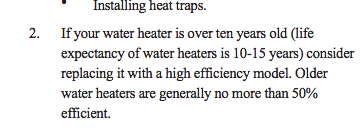 • Installing heat traps.
2. If your water heater is over ten years old (life
expectancy of water heaters is 10-15 years) consider
replacing it with a high efficiency model. Older
water heaters are generally no more than 50%
efficient.